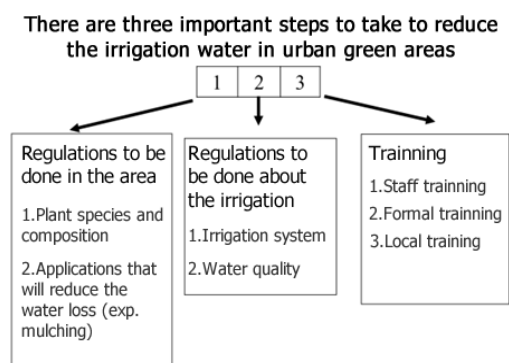 There are three important steps to take to reduce
the irrigation water in urban green areas
1 2 3
Regulations to be
done in the area
1.Plant species and
composition
2.Applications that
will reduce the
water loss (exp.
mulching)
Regulations to
be done about
the irrigation
1.Irrigation system
2.Water quality
Trainning
1.Staff trainning
2.Formal trainning
3.Local training